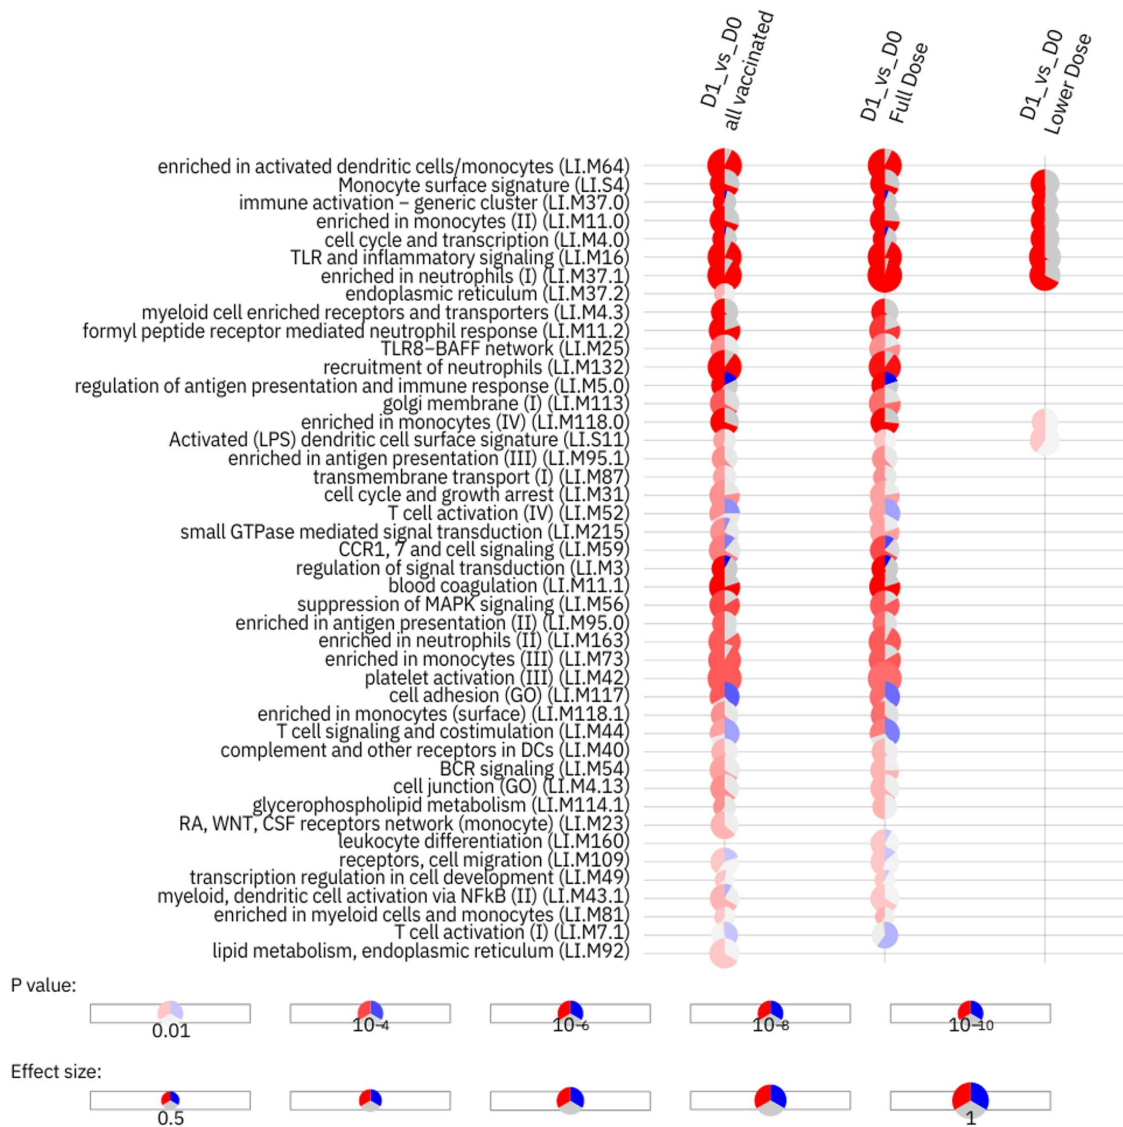 D1_vs_D0
all vaccinated
D1_vs_D0
Full Dose
D1_vs_D0
Lower Dose
enriched in activated dendritic cells/monocytes (LI.M64)
Monocyte surface signature (LI.S4)
immune activation – generic cluster (LI.M37.0)
enriched in monocytes (II) (LI.M11.0)
cell cycle and transcription (LI.M4.0)
TLR and inflammatory signaling (LI.M16)
enriched in neutrophils (I) (LI.M37.1)
endoplasmic reticulum (LI.M37.2)
myeloid cell enriched receptors and transporters (LI.M4.3)
formyl peptide receptor mediated neutrophil response (LI.M11.2)
TLR8–BAFF network (LI.M25)
recruitment of neutrophils (LI.M132)
regulation of antigen presentation and immune response (LI.M5.0)
golgi membrane (I) (LI.M113)
enriched in monocytes (IV) (LI.M118.0)
Activated (LPS) dendritic cell surface signature (LI.S11)
enriched in antigen presentation (III) (LI.M95.1)
transmembrane transport (I) (LI.M87)
cell cycle and growth arrest (LI.M31)
T cell activation (IV) (LI.M52)
small GTPase mediated signal transduction (LI.M215)
CCR1, 7 and cell signaling (LI.M59)
regulation of signal transduction (LI.M3)
blood coagulation (LI.M11.1)
suppression of MAPK signaling (LI.M56)
enriched in antigen presentation (II) (LI.M95.0)
enriched in neutrophils (II) (LI.M163)
enriched in monocytes (III) (LI.M73)
platelet activation (III) (LI.M42)
cell adhesion (GO) (LI.M117)
enriched in monocytes (surface) (LI.M118.1)
T cell signaling and costimulation (LI.M44)
complement and other receptors in DCs (LI.M40)
BCR signaling (LI.M54)
cell junction (GO) (LI.M4.13)
glycerophospholipid metabolism (LI.M114.1)
RA, WNT, CSF receptors network (monocyte) (LI.M23)
leukocyte differentiation (LI.M160)
receptors, cell migration (LI.M109)
transcription regulation in cell development (LI.M49)
myeloid, dendritic cell activation via NFkB (II) (LI.M43.1)
enriched in myeloid cells and monocytes (LI.M81)
T cell activation (I) (LI.M7.1)
lipid metabolism, endoplasmic reticulum (LI.M92)
P value:
0.01 10-4 10-6 10-8 10-10
Effect size:
0.5 1